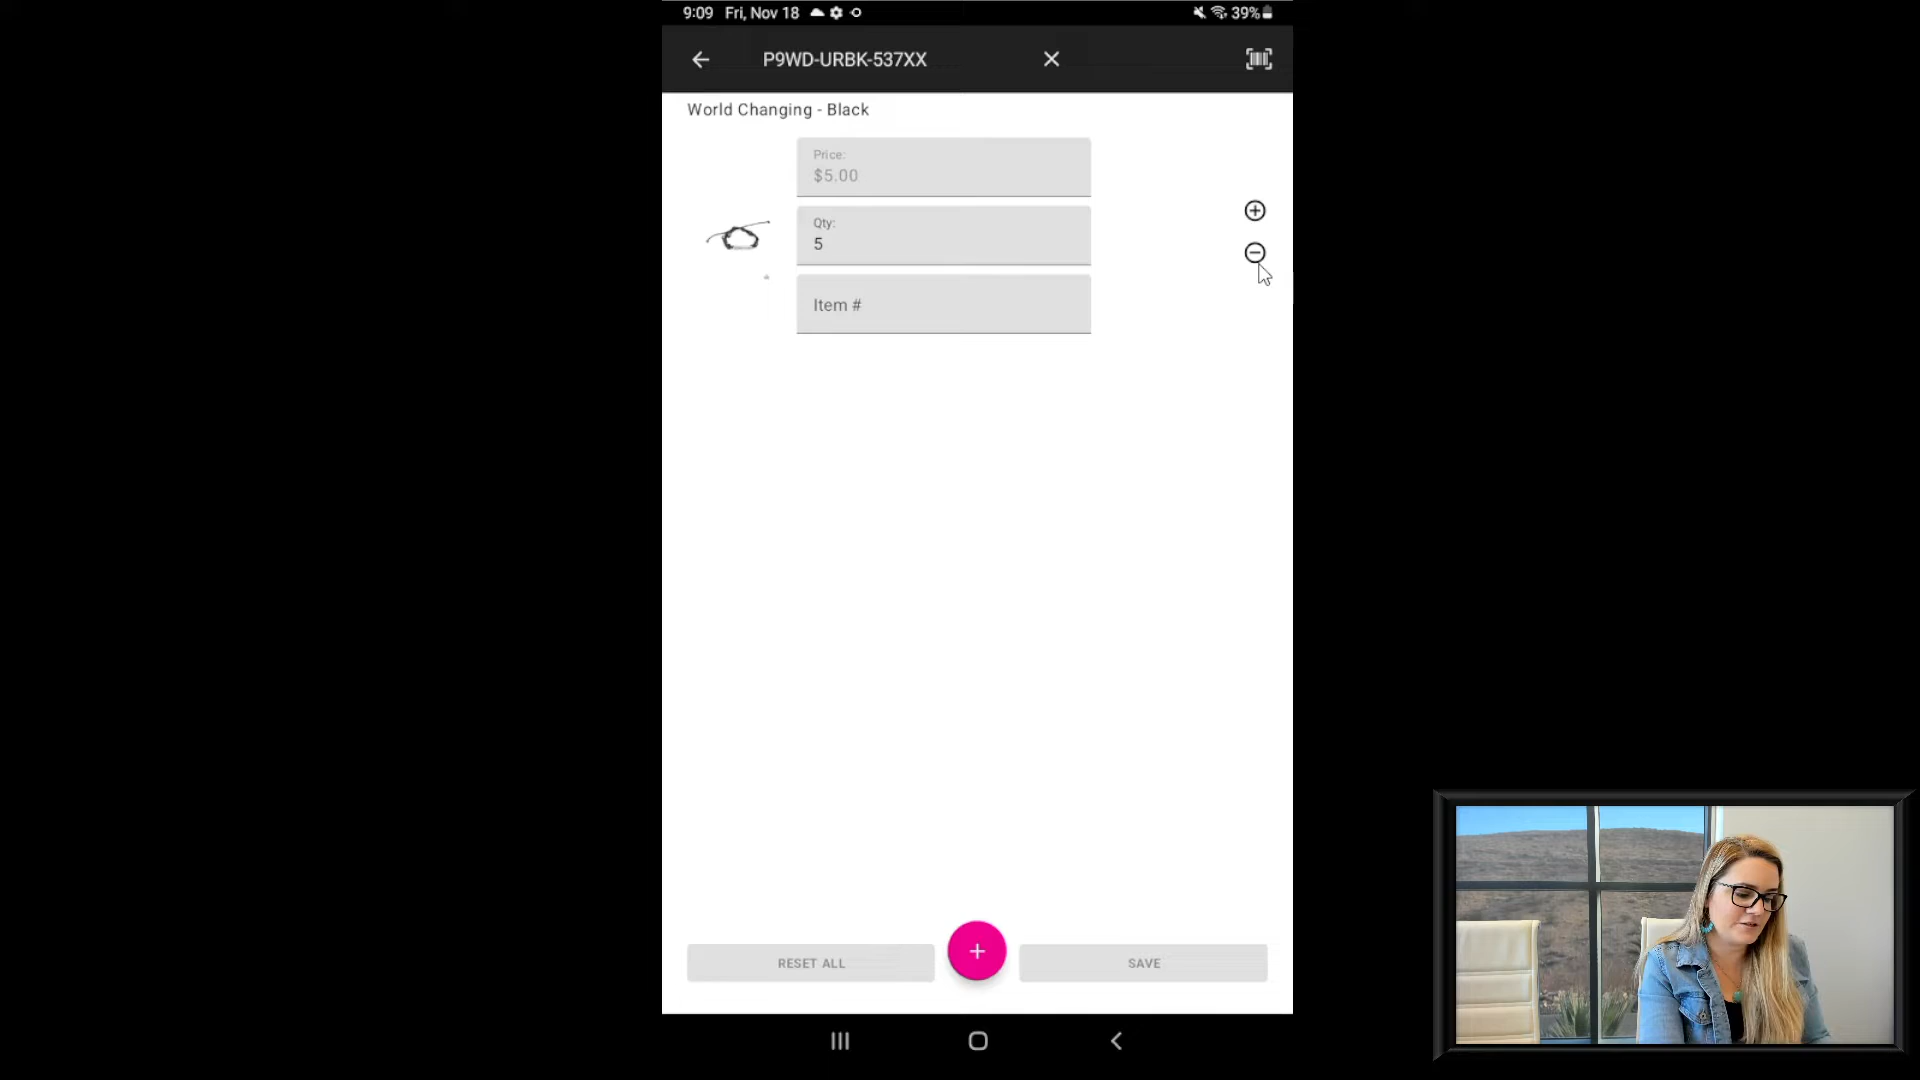 9:09 Fri, Nov 18 39%
P9WD-URBK-537XX
World Changing - Black
Price:
$5.00
Qty:
5
Item #
RESET ALL
+
SAVE